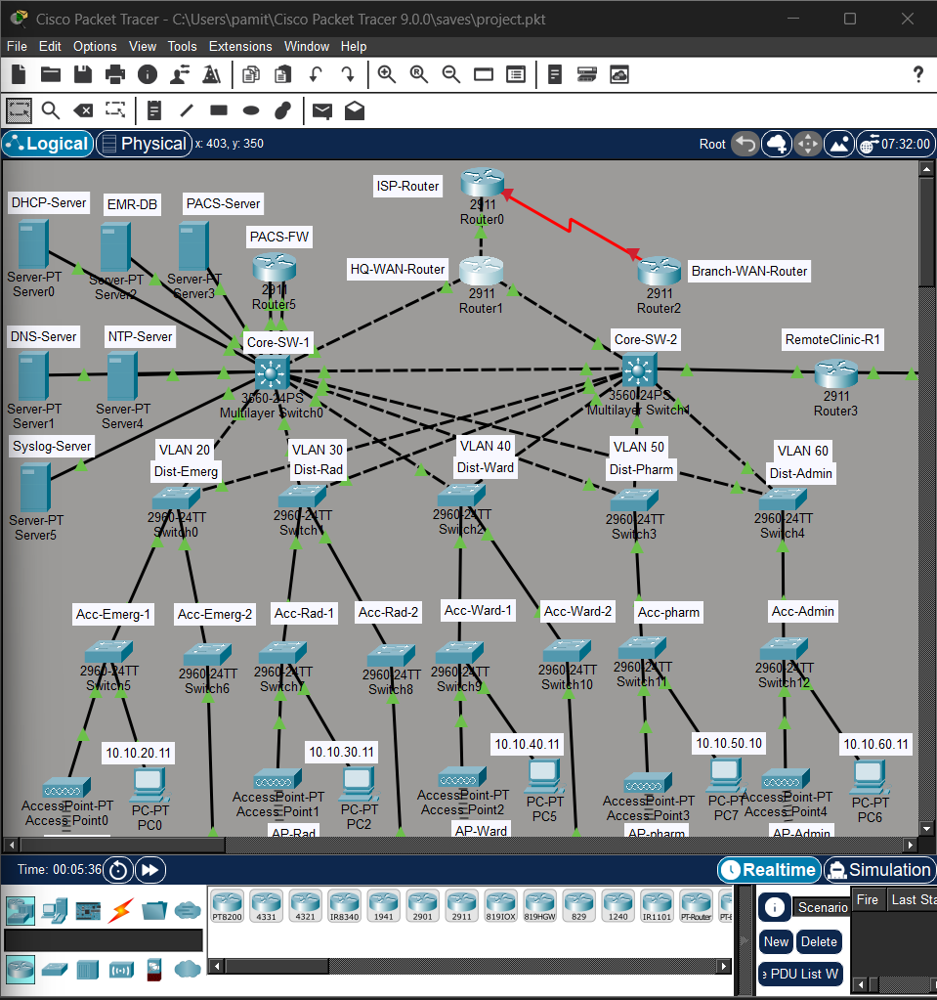 Cisco Packet Tracer - C:\Users\pamit\Cisco Packet Tracer 9.0.0\saves\project.pkt
File Edit Options View Tools Extensions Window Help
?
Logical Physical x: 403, y: 350 Root 07:32:00
ISP-Router
2911
Router0
DHCP-Server
EMR-DB
PACS-Server
PACS-FW
HQ-WAN-Router
Branch-WAN-Router
Server-PT
Server0
Server-PT
Server2
Server-PT
Server3
2911
Router5
2911
Router1
2911
Router2
DNS-Server
NTP-Server
Core-SW-1
Core-SW-2
RemoteClinic-R1
Server-PT
Server1
Server-PT
Server4
3560-24PS
Multilayer Switch0
3560-24PS
Multilayer Switch1
2911
Router3
Syslog-Server
Server-PT
Server5
VLAN 20
Dist-Emerg
VLAN 30
Dist-Rad
VLAN 40
Dist-Ward
VLAN 50
Dist-Pharm
VLAN 60
Dist-Admin
2960-24TT
Switch0
2960-24TT
Switch
2960-24TT
Switch2
2960-24TT
Switch3
2960-24TT
Switch4
Acc-Emerg-1
Acc-Emerg-2
Acc-Rad-1
Acc-Rad-2
Acc-Ward-1
Acc-Ward-2
Acc-pharm
Acc-Admin
2960-24TT
Switch5
2960-24TT
Switch6
2960-24TT
Switch7
2960-24TT
Switch8
2960-24TT
Switch9
2960-24TT
Switch10
2960-24TT
Switch11
2960-24TT
Switch12
10.10.20.11
10.10.30.11
10.10.40.11
10.10.50.10
10.10.60.11
AccessPoint-PT
Access Point0
PC-PT
PC0
AccessPoint-PT
Access Point1
PC-PT
PC2
AccessPoint-PT
Access Point2
PC-PT
PC5
AccessPoint-PT
Access Point3
PC-PT
PC7
AccessPoint-PT
Access Point4
PC-PT
PC6
AP-Rad
AP-Ward
AP-pharm
AP-Admin
Time: 00:05:36
Realtime Simulation
PT8200 4331 4321 IR8340 1941 2901 2911 819IOX 819HGW 829 1240 IR1101 PT-Router
Scenario
Fire Last Sta
New Delete
e PDU List W